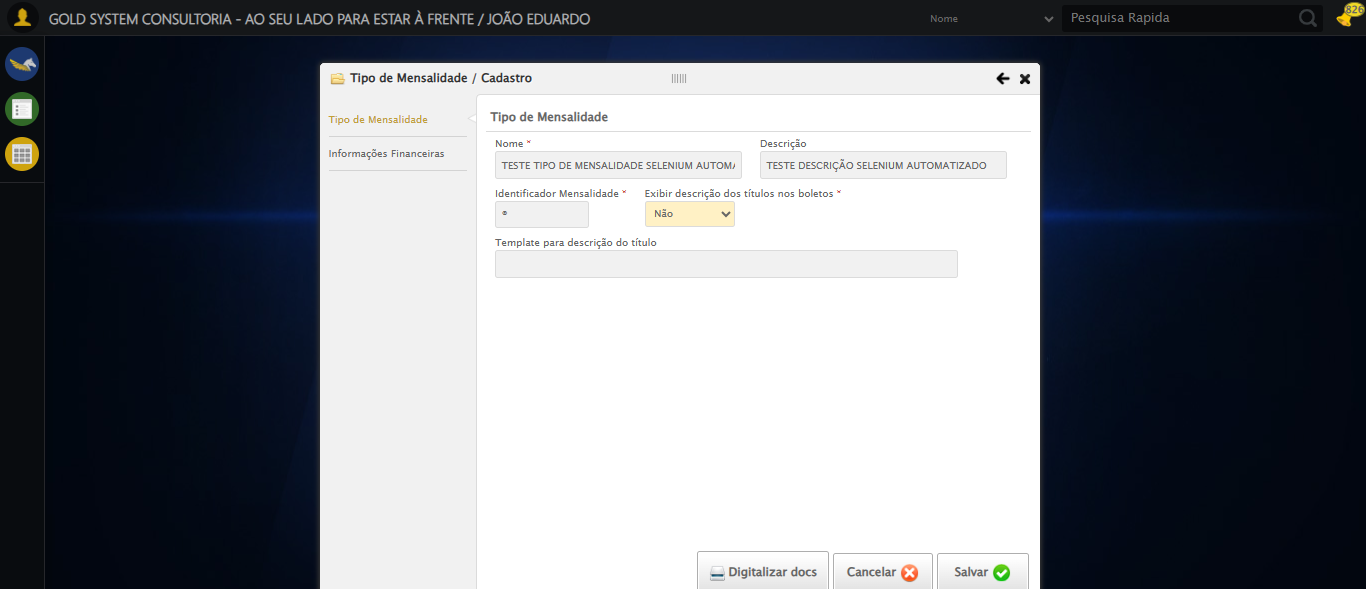 GOLD SYSTEM CONSULTORIA - AO SEU LADO PARA ESTAR À FRENTE / JOÃO EDUARDO
Nome
Pesquisa Rapida
826
Tipo de Mensalidade / Cadastro
Tipo de Mensalidade
Informações Financeiras
Tipo de Mensalidade
Nome *
Descrição
TESTE TIPO DE MENSALIDADE SELENIUM AUTOM
TESTE DESCRIÇÃO SELENIUM AUTOMATIZADO
Identificador Mensalidade *
Exibir descrição dos títulos nos boletos *
Não
Template para descrição do título
Digitalizar docs
Cancelar
Salvar